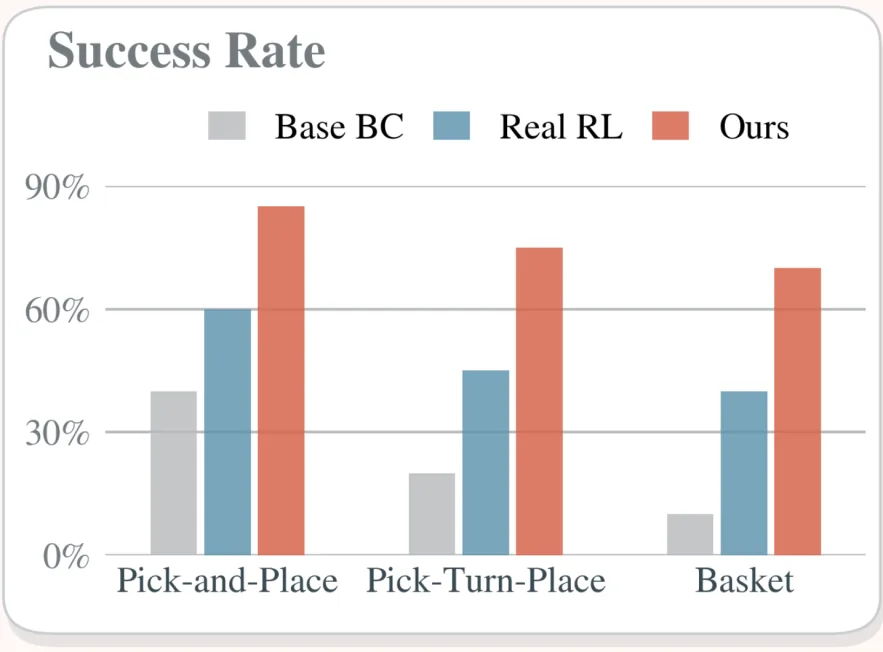 Success Rate
Base BC Real RL Ours
90%
60%
30%
0%
Pick-and-Place Pick-Turn-Place Basket